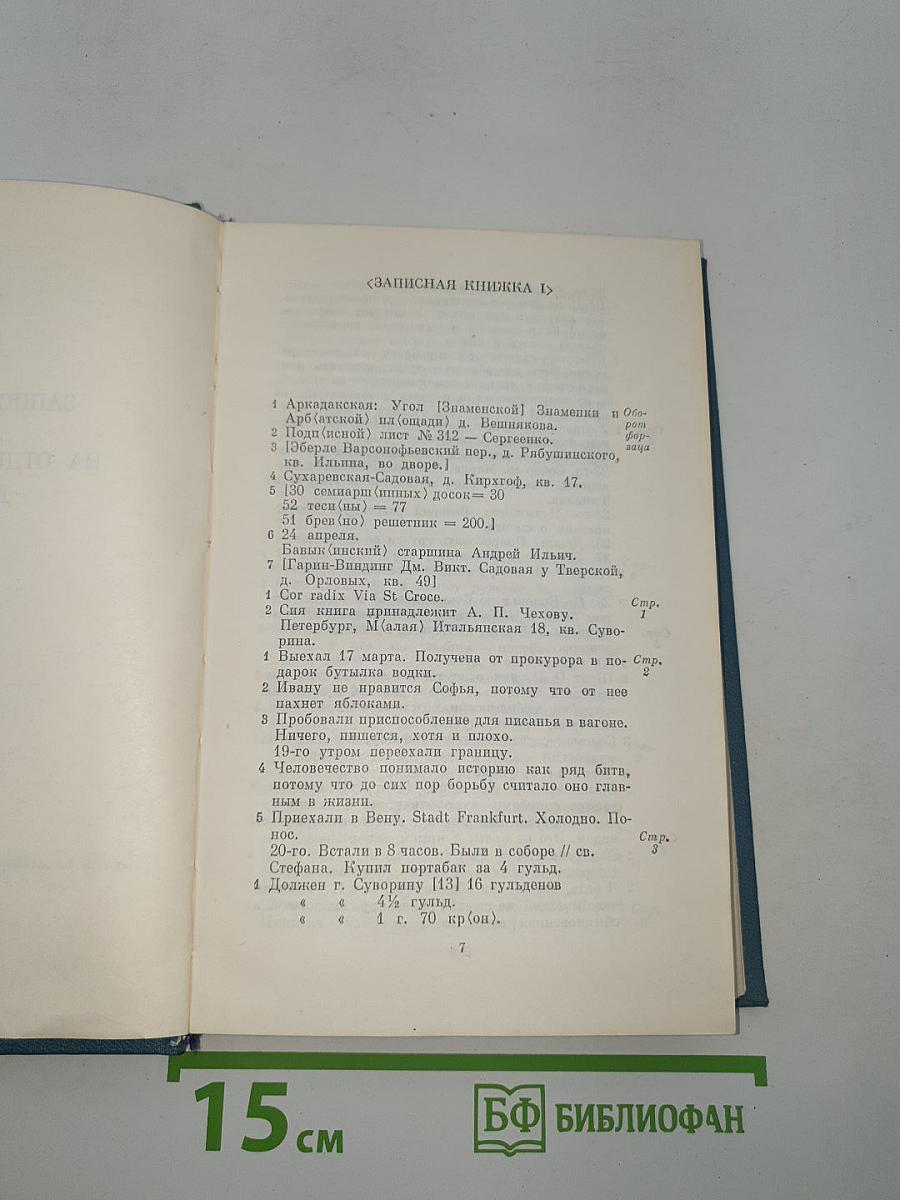 <ЗАПИСНАЯ КНИЖКА I>
1 Аркадакская: Угол [Знаменской] Знаменки и
Арб<атской> пл<ощади> д. Вешнякова.
Обо-
рот
фор-
заца
2 Подп<исной> лист № 312 — Сергеенко.
3 [Эберле Варсонофьевский пер., д. Рябушинского,
кв. Ильина, во дворе.]
4 Сухаревская-Садовая, д. Кирхгоф, кв. 17.
5 [30 семиарш<инных> досок = 30
52 теси<ны> = 77
51 брев<но> решетник = 200.]
6 24 апреля.
Бавык<инский> старшина Андрей Ильич.
7 [Гарин-Виндинг Дм. Викт. Садовая у Тверской,
д. Орловых, кв. 49]
1 Cor radix Via St Croce.
Стр.
1
2 Сия книга принадлежит А. П. Чехову.
Петербург, М<алая> Итальянская 18, кв. Суво-
рина.
1 Выехал 17 марта. Получена от прокурора в по-
дарок бутылка водки.
Стр.
2
2 Ивану не нравится Софья, потому что от нее
пахнет яблоками.
3 Пробовали приспособление для писанья в вагоне.
Ничего, пишется, хотя и плохо.
19-го утром переехали границу.
4 Человечество понимало историю как ряд битв,
потому что до сих пор борьбу считало оно глав-
ным в жизни.
5 Приехали в Вену. Stadt Frankfurt. Холодно. По-
нос.
20-го. Встали в 8 часов. Были в соборе // св.
Стефана. Купил портабак за 4 гульд.
Стр.
3
1 Должен г. Суворину [13] 16 гульденов
« « 4½ гульд.
« « 1 г. 70 кр<он>.
7
15 см
БФ БИБЛИОФАН